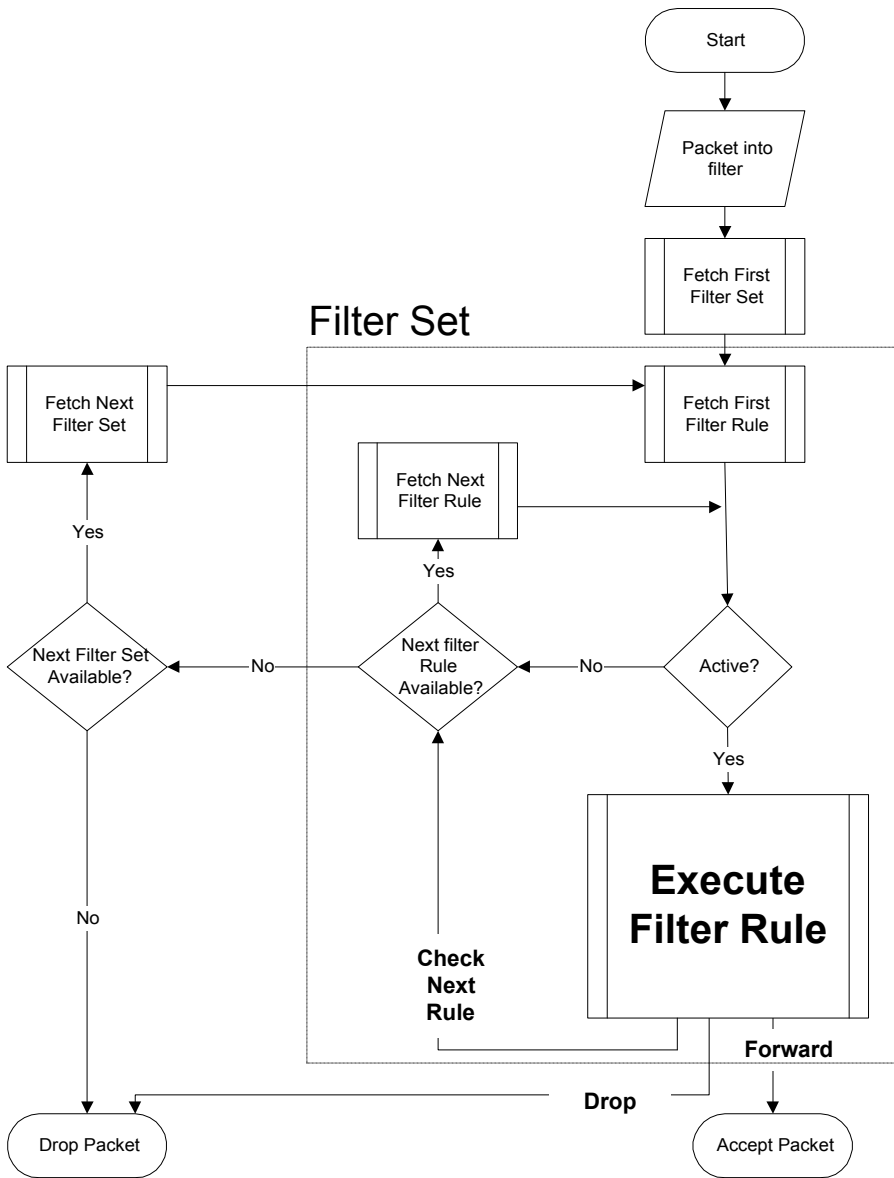 Start
Packet into
filter
Fetch First
Filter Set
Filter Set
Fetch Next
Filter Set
Fetch First
Filter Rule
Fetch Next
Filter Rule
Yes
Yes
Next Filter Set
Available?
No
Next filter
Rule
Available?
No
Active?
Yes
Execute
Filter Rule
No
Check
Next
Rule
Forward
Drop
Drop Packet
Accept Packet